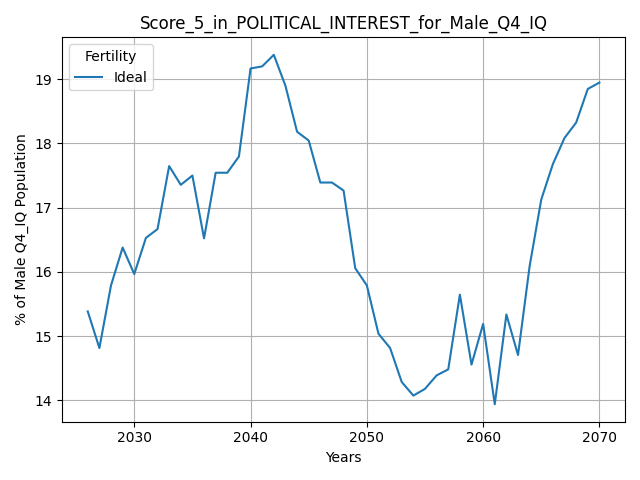 Score_5_in_POLITICAL_INTEREST_for_Male_Q4_IQ
Fertility
Ideal
% of Male Q4_IQ Population
19
18
17
16
15
14
2030
2040
2050
2060
2070
Years